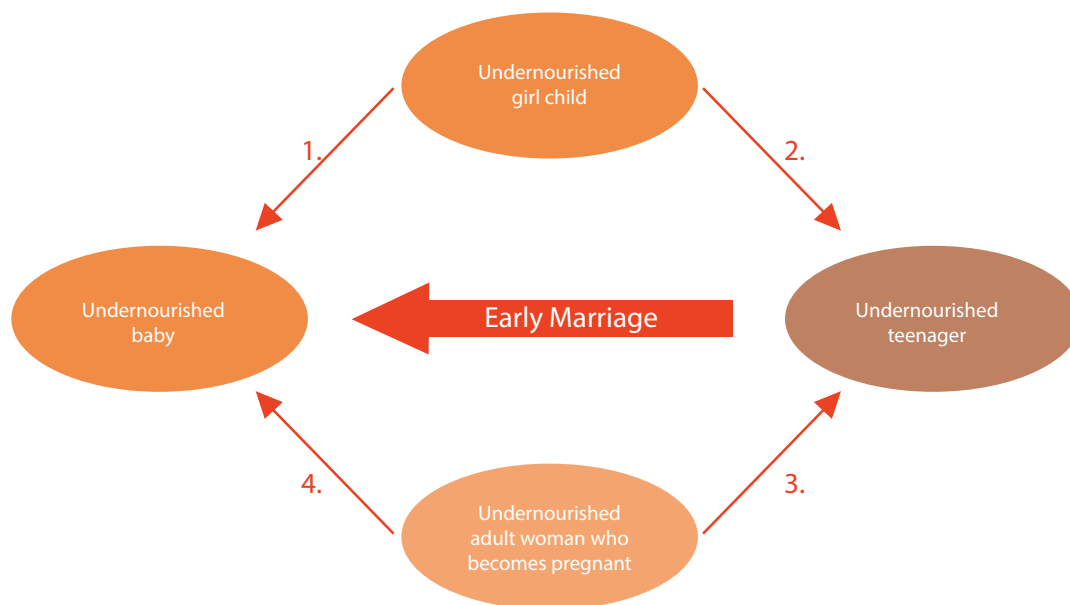 Undernourished
girl child
1.
2.
Undernourished
baby
Early Marriage
Undernourished
teenager
4.
3.
Undernourished
adult woman who
becomes pregnant